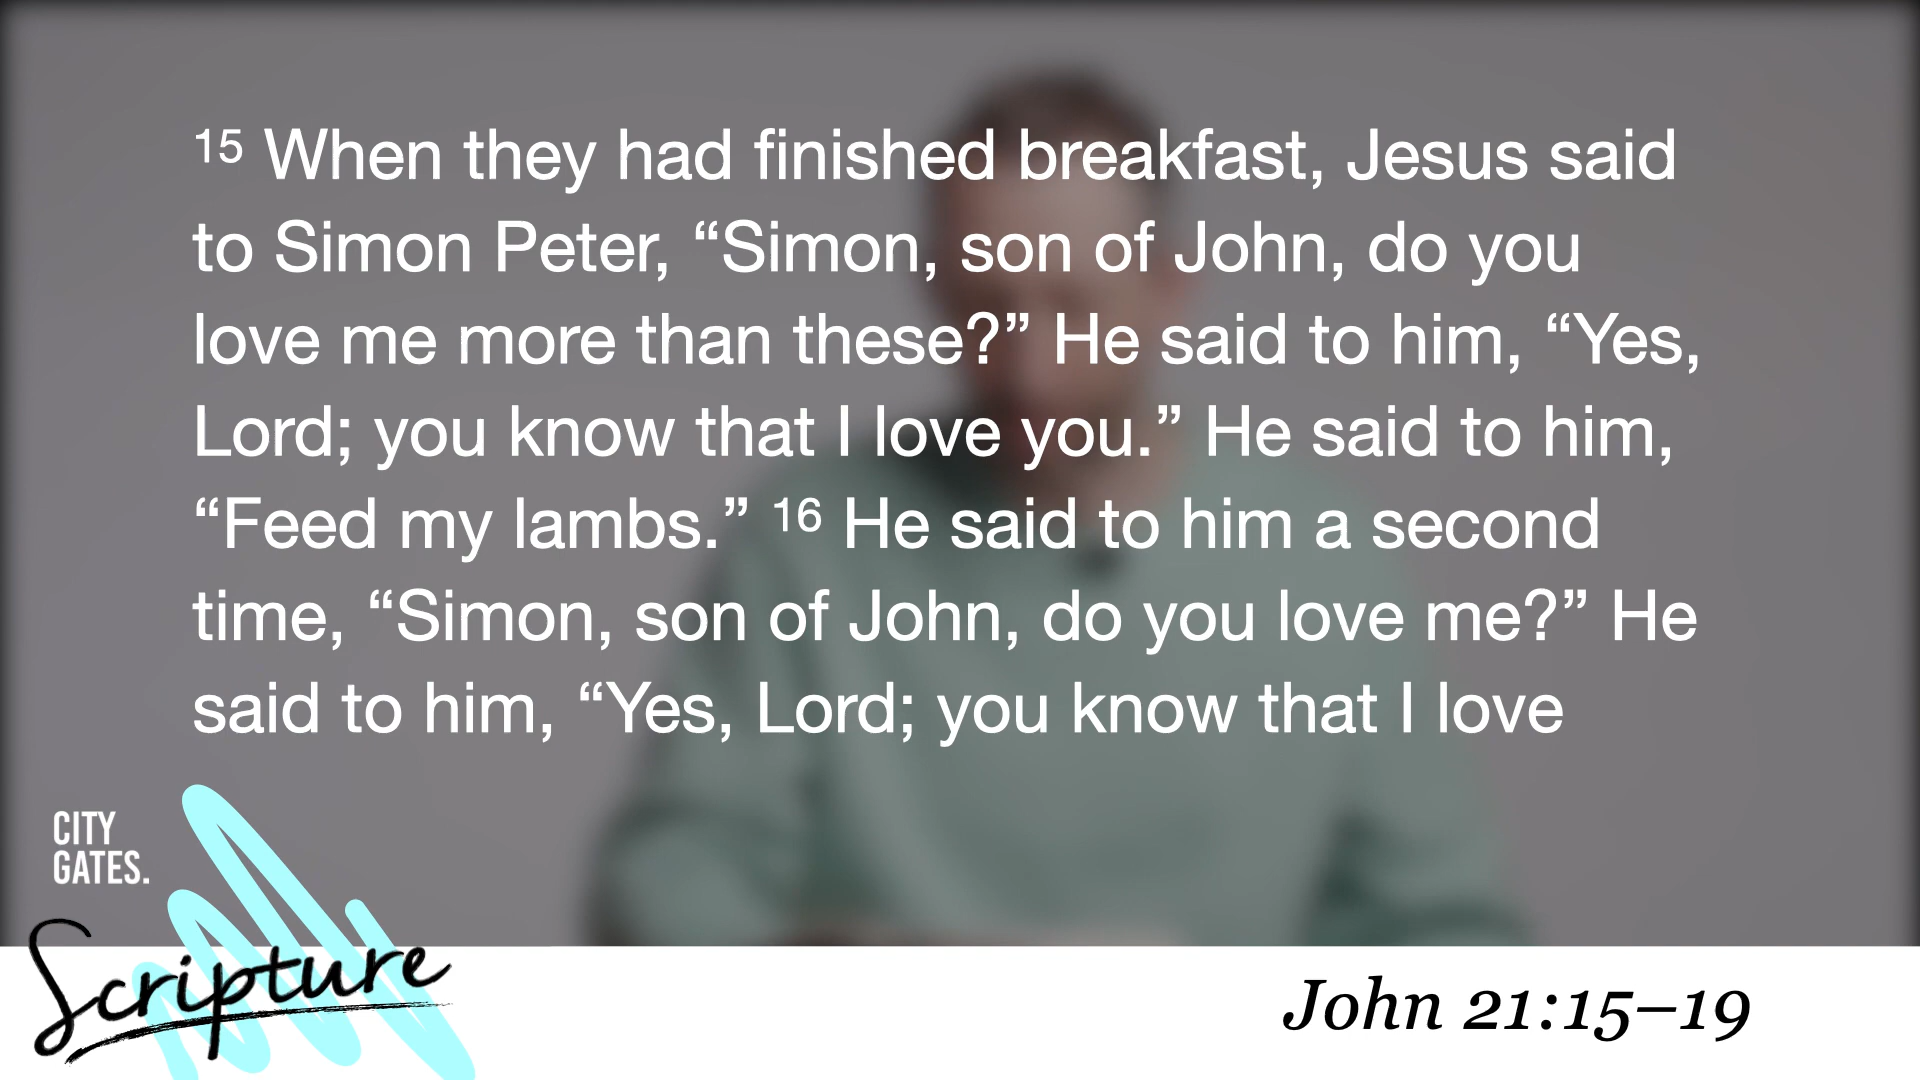 15 When they had finished breakfast, Jesus said
to Simon Peter, “Simon, son of John, do you
love me more than these?” He said to him, “Yes,
Lord; you know that I love you.” He said to him,
“Feed my lambs.” 16 He said to him a second
time, “Simon, son of John, do you love me?” He
said to him, “Yes, Lord; you know that I love
CITY
GATES.
Scripture
John 21:15–19